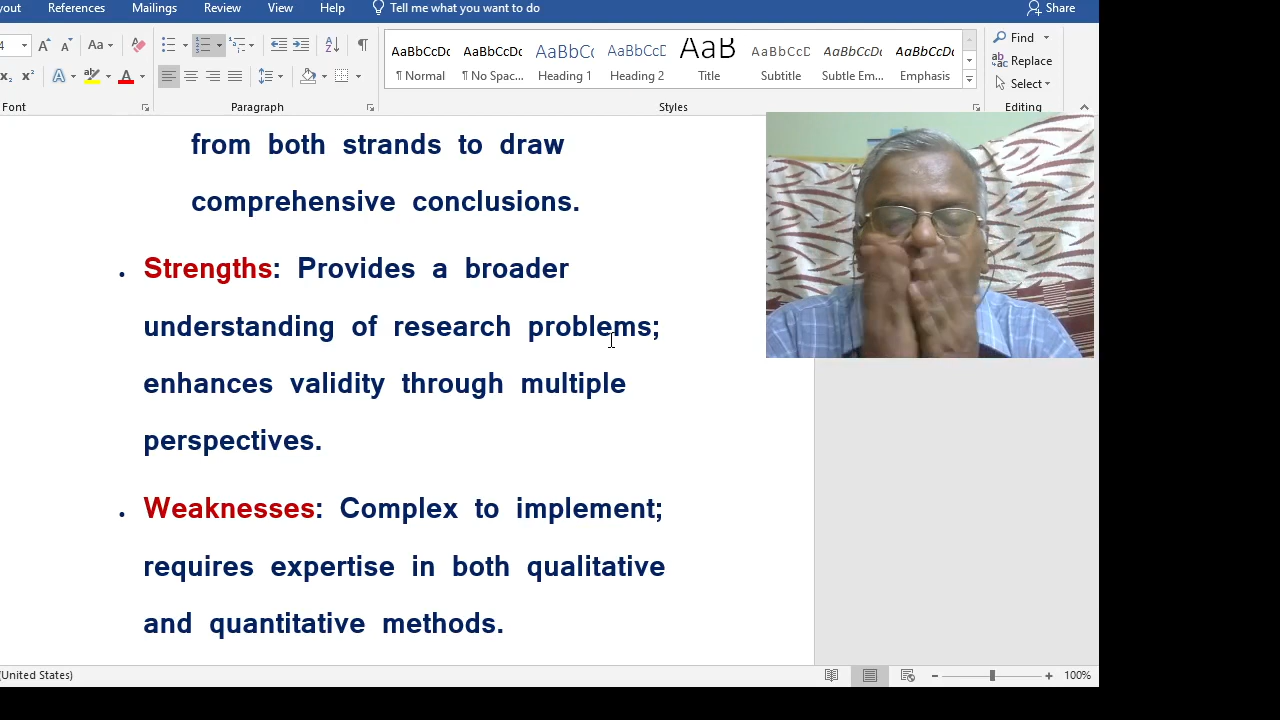 yout References Mailings Review View Help Tell me what you want to do Share
4 Aa Find
AaBbCcDc AaBbCcDc AaBbCc AaBbCcD AaB AaBbCcD AaBbCcDc AaBbCcDc Replace
¶ Normal ¶ No Spac... Heading 1 Heading 2 Title Subtitle Subtle Em... Emphasis Select
Font Paragraph Styles Editing
from both strands to draw
comprehensive conclusions.
• Strengths: Provides a broader
understanding of research problems;
enhances validity through multiple
perspectives.
• Weaknesses: Complex to implement;
requires expertise in both qualitative
and quantitative methods.
(United States) 100%